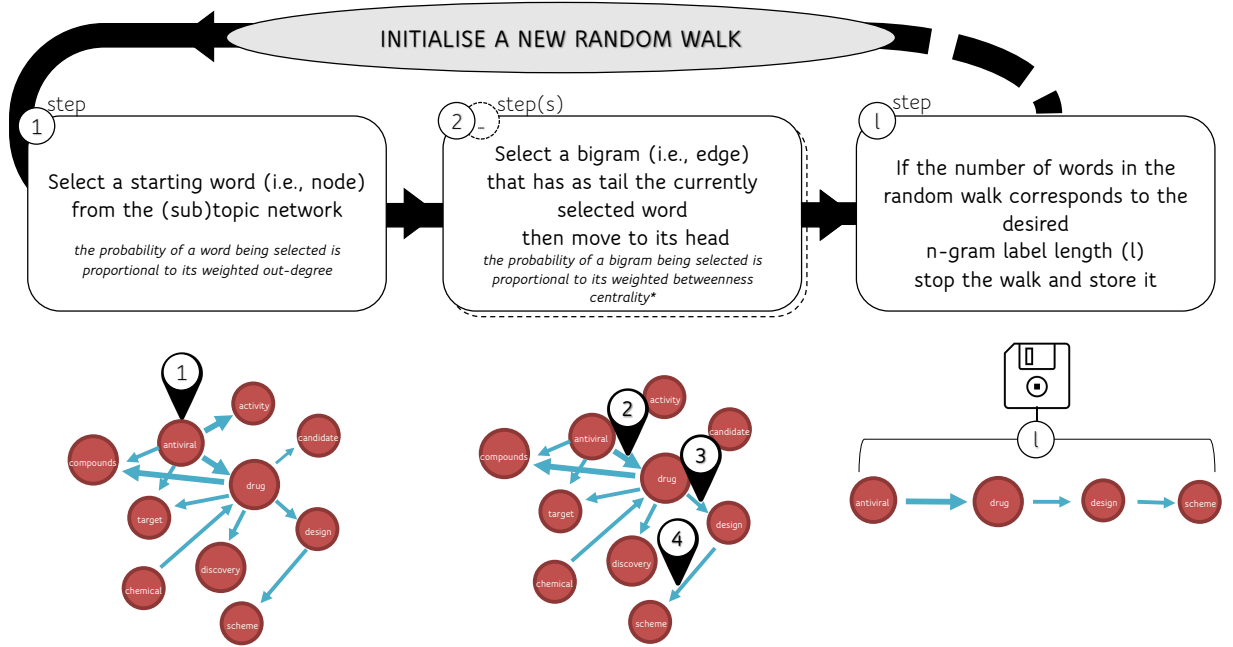 INITIALISE A NEW RANDOM WALK
step
1
Select a starting word (i.e., node)
from the (sub)topic network
the probability of a word being selected is
proportional to its weighted out-degree
step(s)
2
-
Select a bigram (i.e., edge)
that has as tail the currently
selected word
then move to its head
the probability of a bigram being selected is
proportional to its weighted betweenness
centrality*
step
l
If the number of words in the
random walk corresponds to the
desired
n-gram label length (l)
stop the walk and store it
1
activity
antiviral
candidate
compounds
drug
target
design
discovery
chemical
scheme
2
activity
antiviral
candidate
compounds
3
drug
target
design
4
discovery
chemical
scheme
l
antiviral
drug
design
scheme